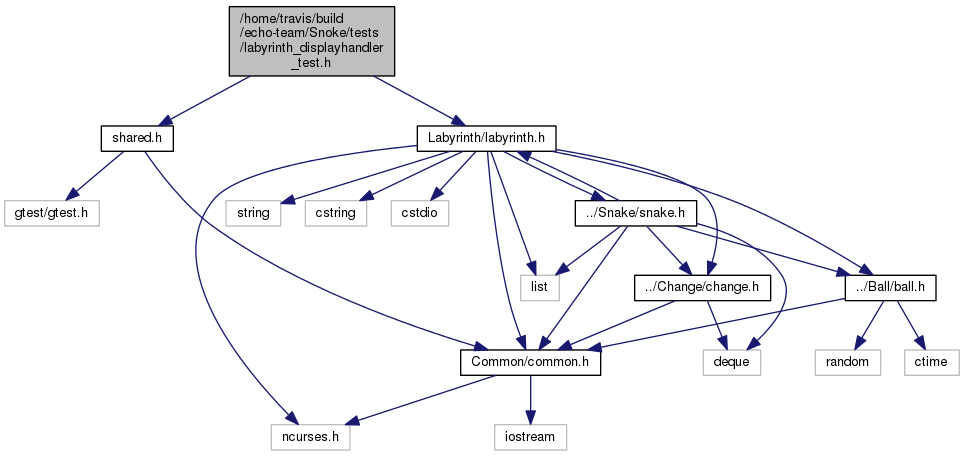 /home/travis/build
/echo-team/Snoke/tests
/labyrinth_displayhandler
_test.h
shared.h
Labyrinth/labyrinth.h
gtest/gtest.h
string
cstring
cstdio
../Snake/snake.h
list
../Change/change.h
../Ball/ball.h
Common/common.h
deque
random
ctime
ncurses.h
iostream